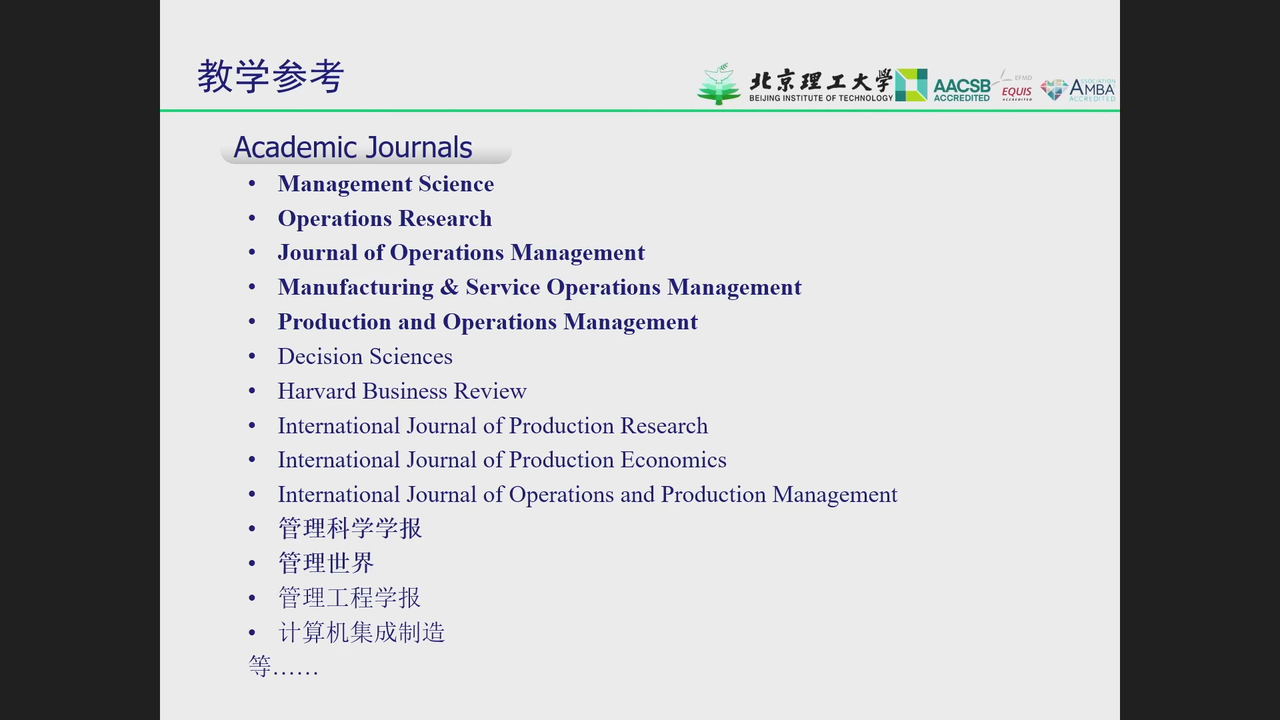 教学参考
北京理工大学
BEIJING INSTITUTE OF TECHNOLOGY
AACSB
ACCREDITED
EFMD
EQUIS
ACCREDITED
ASSOCIATION
AMBA
ACCREDITED
Academic Journals
• Management Science
• Operations Research
• Journal of Operations Management
• Manufacturing & Service Operations Management
• Production and Operations Management
• Decision Sciences
• Harvard Business Review
• International Journal of Production Research
• International Journal of Production Economics
• International Journal of Operations and Production Management
• 管理科学学报
• 管理世界
• 管理工程学报
• 计算机集成制造
等……